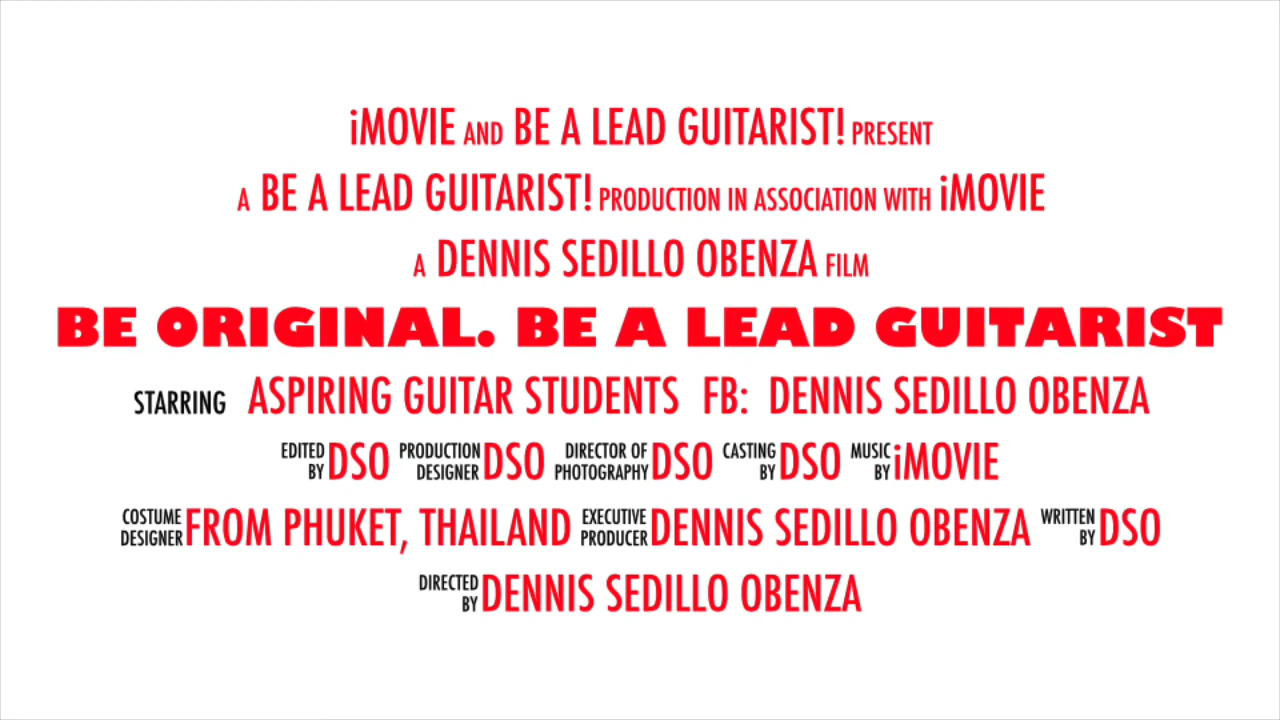 iMOVIE AND BE A LEAD GUITARIST! PRESENT
A BE A LEAD GUITARIST! PRODUCTION IN ASSOCIATION WITH iMOVIE
A DENNIS SEDILLO OBENZA FILM
BE ORIGINAL. BE A LEAD GUITARIST
STARRING ASPIRING GUITAR STUDENTS FB: DENNIS SEDILLO OBENZA
EDITED BY DSO PRODUCTION DESIGNER DSO DIRECTOR OF PHOTOGRAPHY DSO CASTING BY DSO MUSIC BY iMOVIE
COSTUME DESIGNER FROM PHUKET, THAILAND EXECUTIVE PRODUCER DENNIS SEDILLO OBENZA WRITTEN BY DSO
DIRECTED BY DENNIS SEDILLO OBENZA